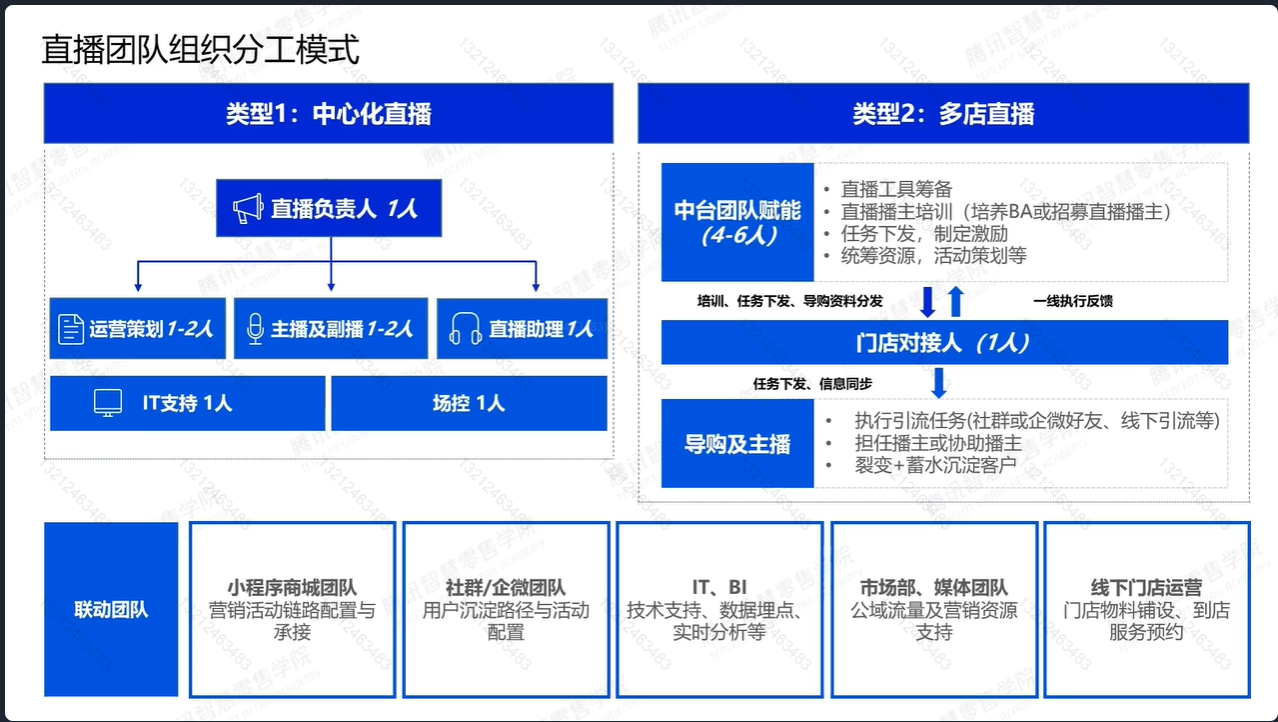 直播团队组织分工模式
类型1：中心化直播
直播负责人 1人
运营策划1-2人
主播及副播1-2人
直播助理1人
IT支持 1人
场控 1人
类型2：多店直播
中台团队赋能
（4-6人）
• 直播工具筹备
• 直播播主培训（培养BA或招募直播播主）
• 任务下发，制定激励
• 统筹资源，活动策划等
培训、任务下发、导购资料分发
一线执行反馈
门店对接人（1人）
任务下发、信息同步
导购及主播
• 执行引流任务(社群或企微好友、线下引流等)
• 担任播主或协助播主
• 裂变+蓄水沉淀客户
联动团队
小程序商城团队
营销活动链路配置与
承接
社群/企微团队
用户沉淀路径与活动
配置
IT、BI
技术支持、数据埋点、
实时分析等
市场部、媒体团队
公域流量及营销资源
支持
线下门店运营
门店物料铺设、到店
服务预约
腾讯智慧零售学院
TENCENT SMART RETAIL ACADEMY
13212463483